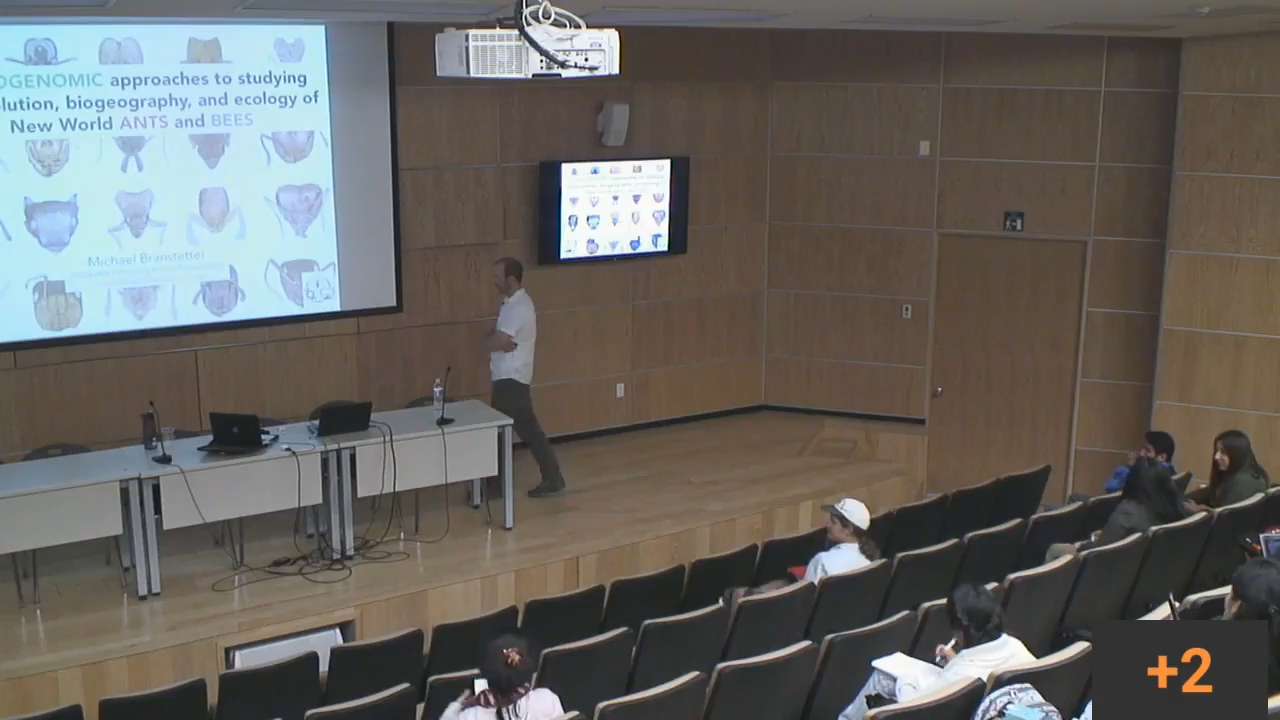 OGENOMIC approaches to studying
lution, biogeography, and ecology of
New World ANTS and BEES
Michael Branstetter
+2